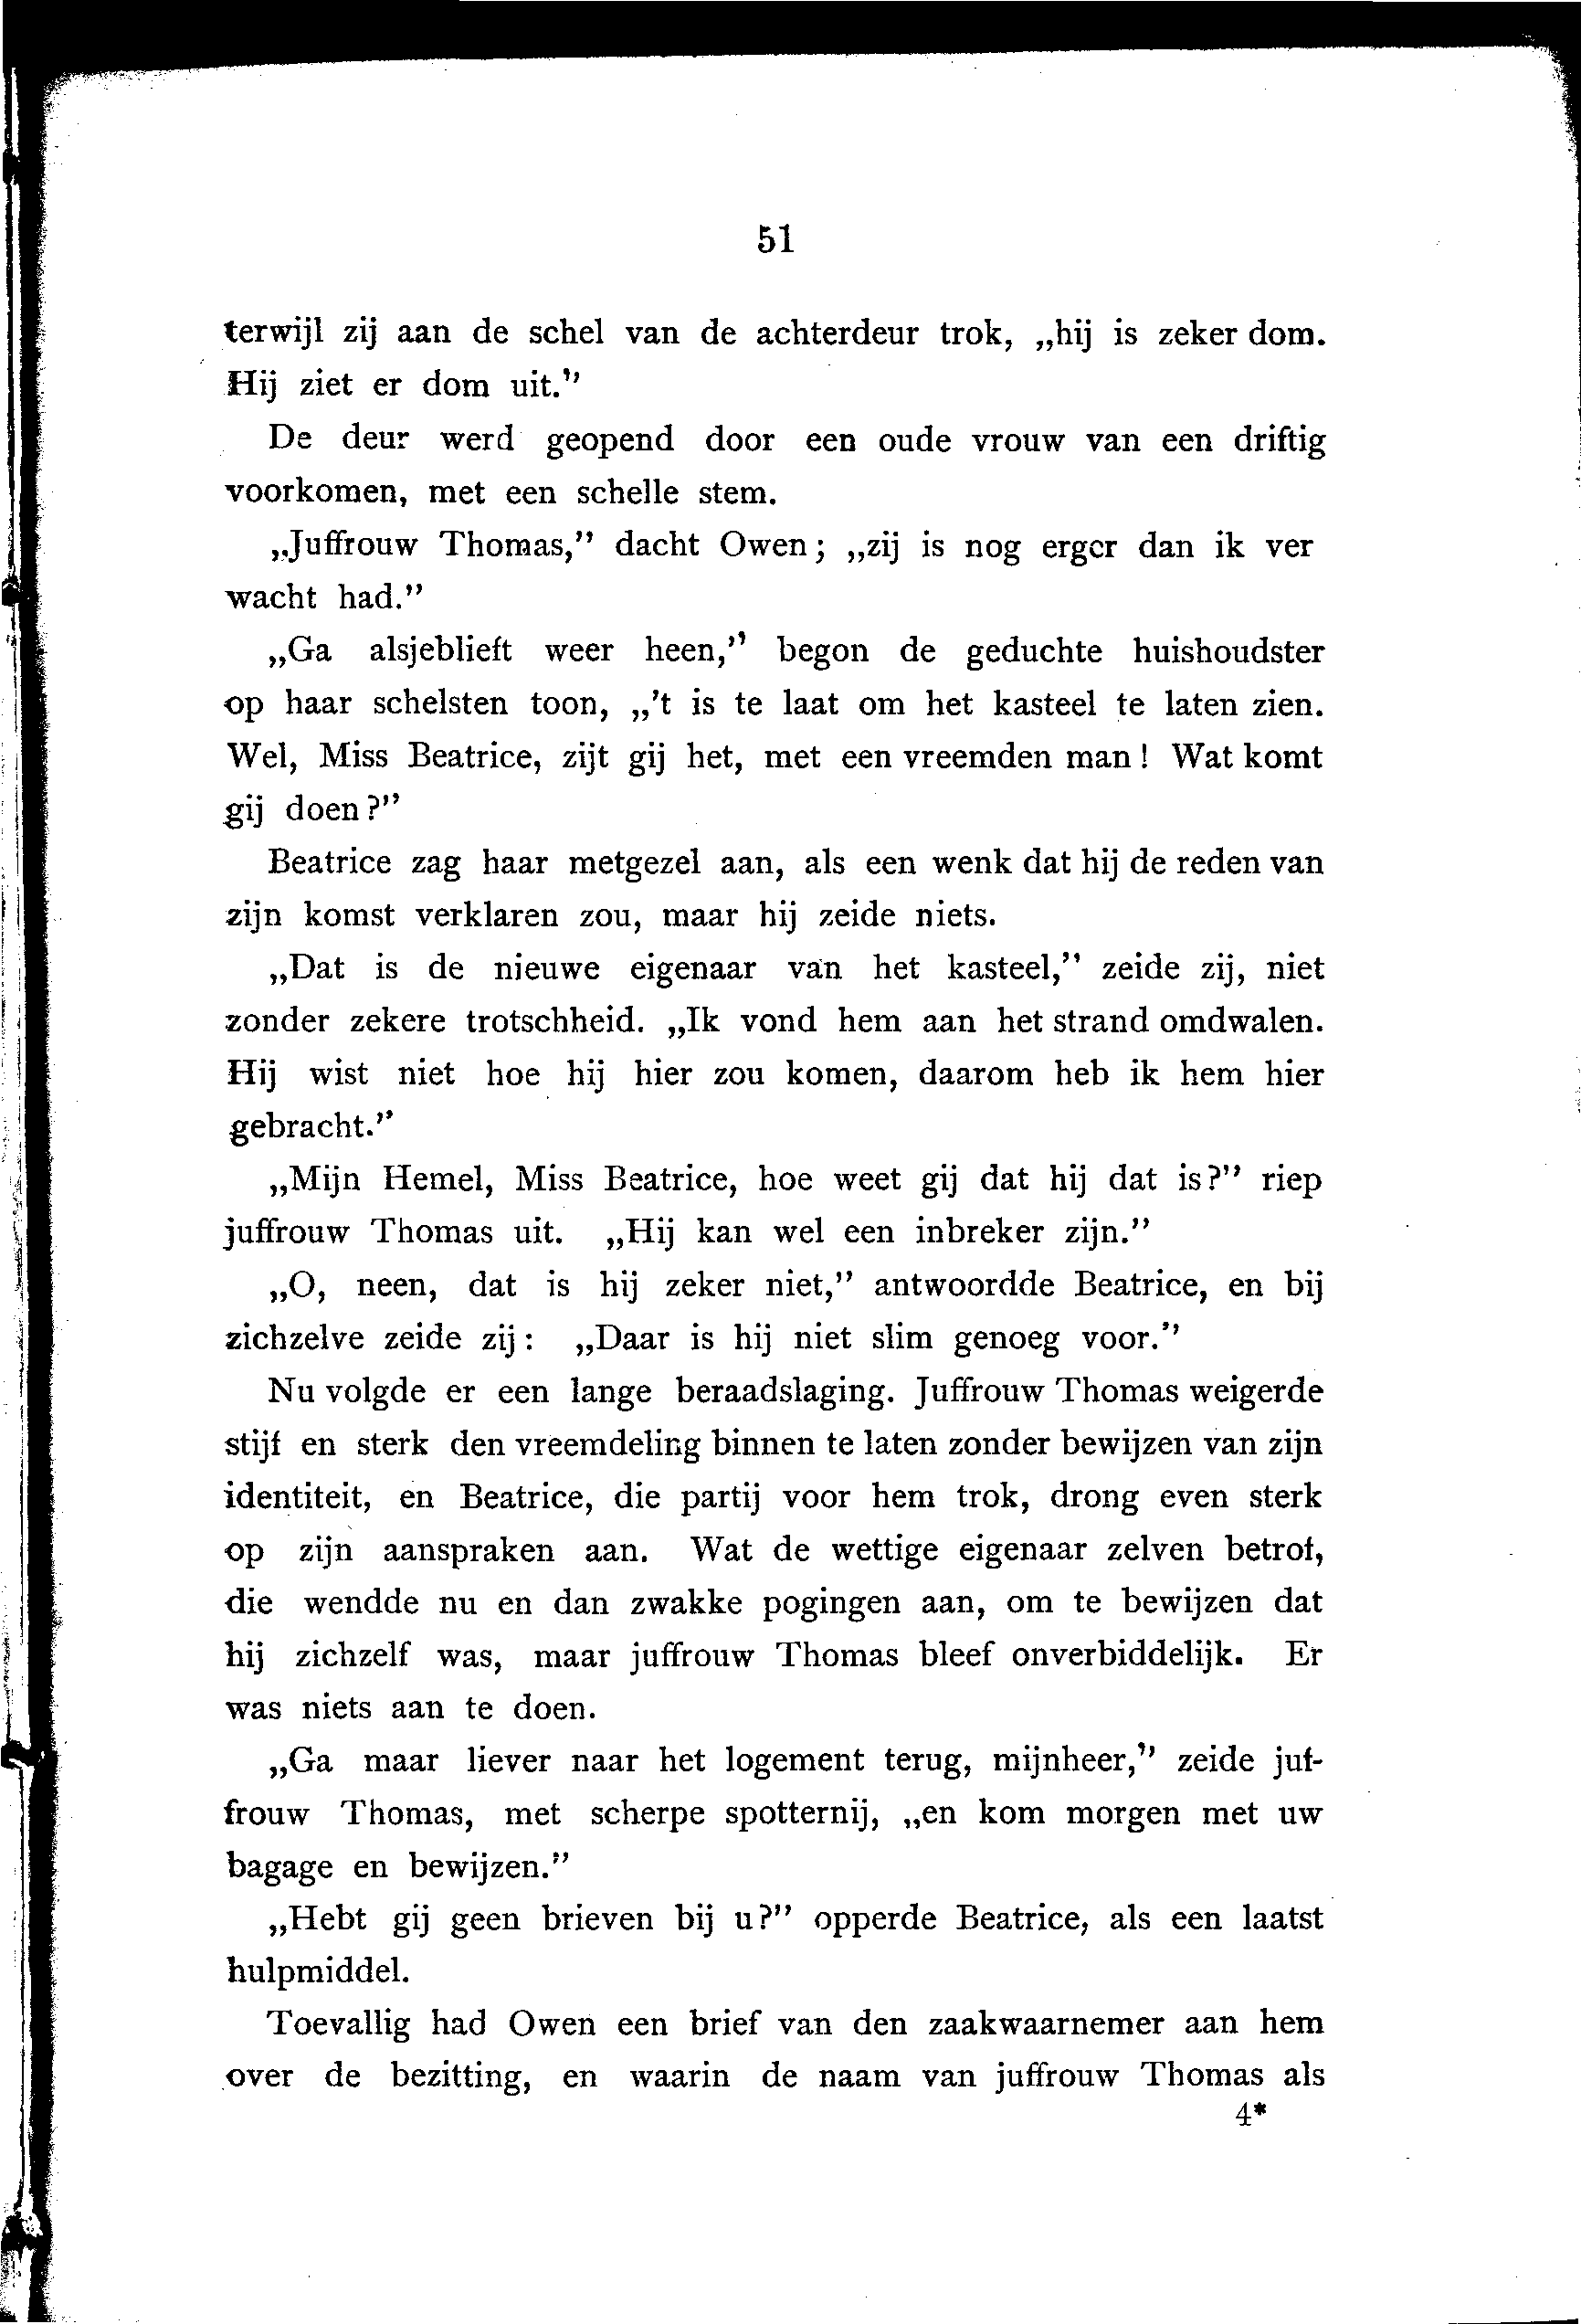 51
terwijl zij aan de schel van de achterdeur trok, „hij is zeker dom.
Hij ziet er dom uit.”
De deur werd geopend door een oude vrouw van een driftig
voorkomen, met een schelle stem.
„Juffrouw Thomas,” dacht Owen; „zij is nog erger dan ik ver
wacht had.”
„Ga alsjeblieft weer heen,” begon de geduchte huishoudster
op haar schelsten toon, „'t is te laat om het kasteel te laten zien.
Wel, Miss Beatrice, zijt gij het, met een vreemden man! Wat komt
gij doen?”
Beatrice zag haar metgezel aan, als een wenk dat hij de reden van
zijn komst verklaren zou, maar hij zeide niets.
„Dat is de nieuwe eigenaar van het kasteel,” zeide zij, niet
zonder zekere trotschheid. „Ik vond hem aan het strand omdwalen.
Hij wist niet hoe hij hier zou komen, daarom heb ik hem hier
gebracht.”
„Mijn Hemel, Miss Beatrice, hoe weet gij dat hij dat is?” riep
juffrouw Thomas uit. „Hij kan wel een inbreker zijn.”
„O, neen, dat is hij zeker niet,” antwoordde Beatrice, en bij
zichzelve zeide zij: „Daar is hij niet slim genoeg voor.”
Nu volgde er een lange beraadslaging. Juffrouw Thomas weigerde
stijf en sterk den vreemdeling binnen te laten zonder bewijzen van zijn
identiteit, en Beatrice, die partij voor hem trok, drong even sterk
op zijn aanspraken aan. Wat de wettige eigenaar zelven betrof,
die wendde nu en dan zwakke pogingen aan, om te bewijzen dat
hij zichzelf was, maar juffrouw Thomas bleef onverbiddelijk. Er
was niets aan te doen.
„Ga maar liever naar het logement terug, mijnheer,” zeide juf-
frouw Thomas, met scherpe spotternij, „en kom morgen met uw
bagage en bewijzen.”
„Hebt gij geen brieven bij u?” opperde Beatrice, als een laatst
hulpmiddel.
Toevallig had Owen een brief van den zaakwaarnemer aan hem
over de bezitting, en waarin de naam van juffrouw Thomas als
4*